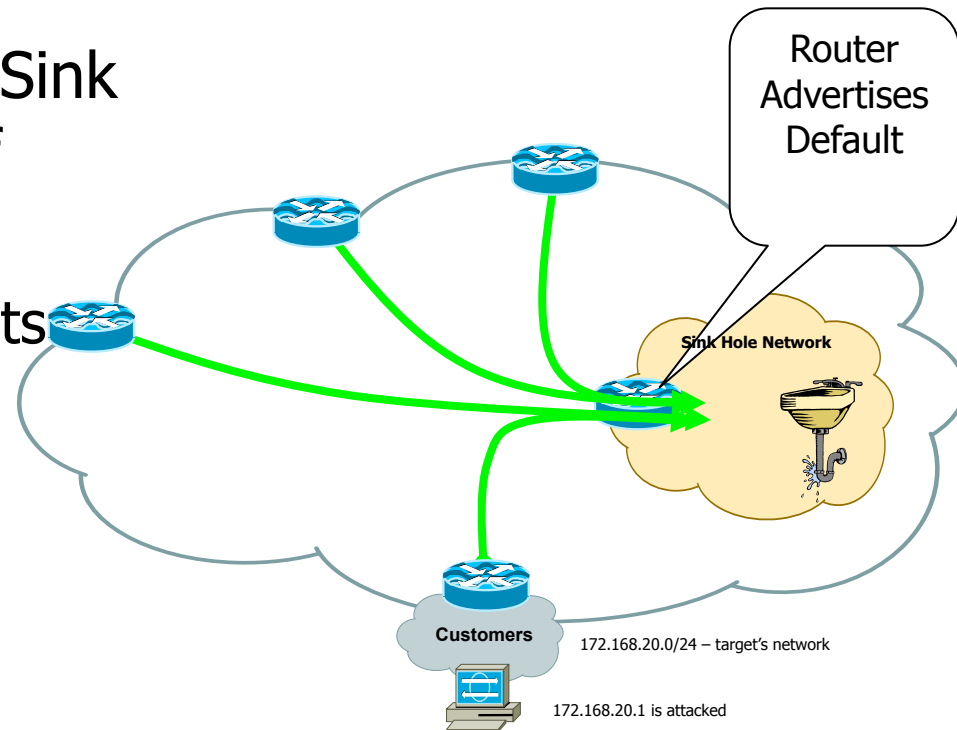 Sink
ts
Router
Advertises
Default
Sink Hole Network
Customers
172.168.20.0/24 – target's network
172.168.20.1 is attacked